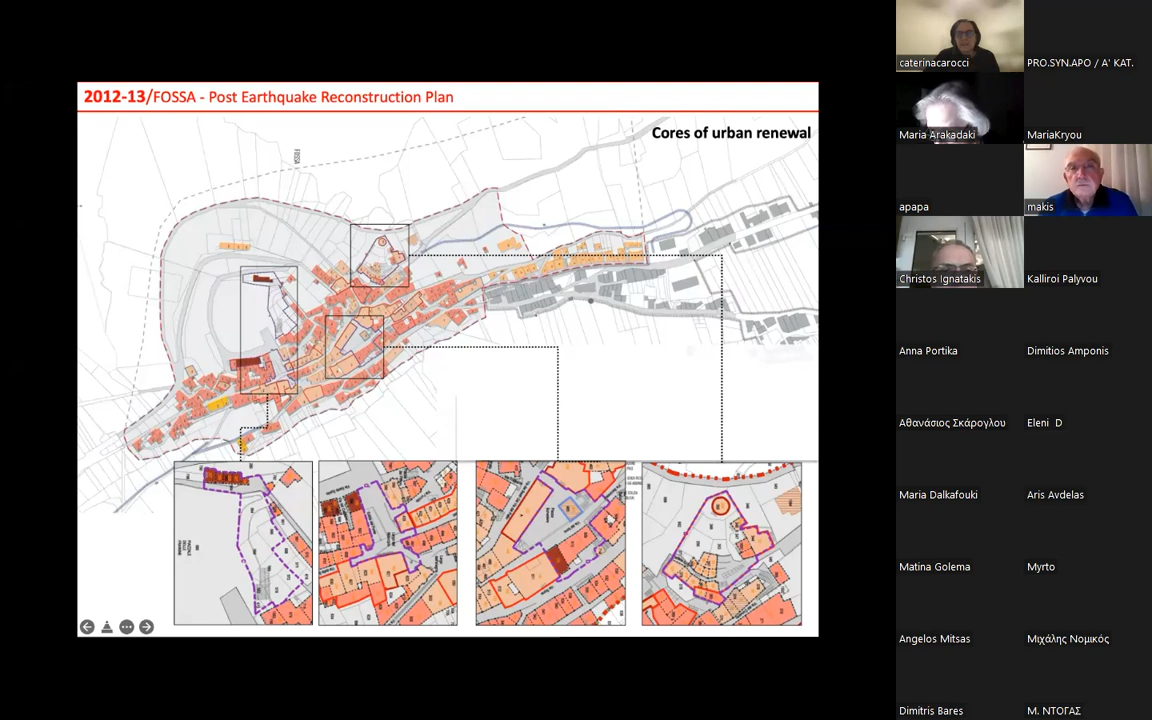 2012-13/FOSSA - Post Earthquake Reconstruction Plan
Cores of urban renewal
FOSSA
caterinacarocci
PRO.SYN.APO / A' KAT.
Maria Arakadaki
MariaKryou
apapa
makis
Christos Ignatakis
Kalliroi Palyvou
Anna Portika
Dimitios Amponis
Αθανάσιος Σκάρογλου
Eleni D
Maria Dalkafouki
Aris Avdelas
Matina Golema
Myrto
Angelos Mitsas
Μιχάλης Νομικός
Dimitris Bares
Μ. ΝΤΟΓΑΣ